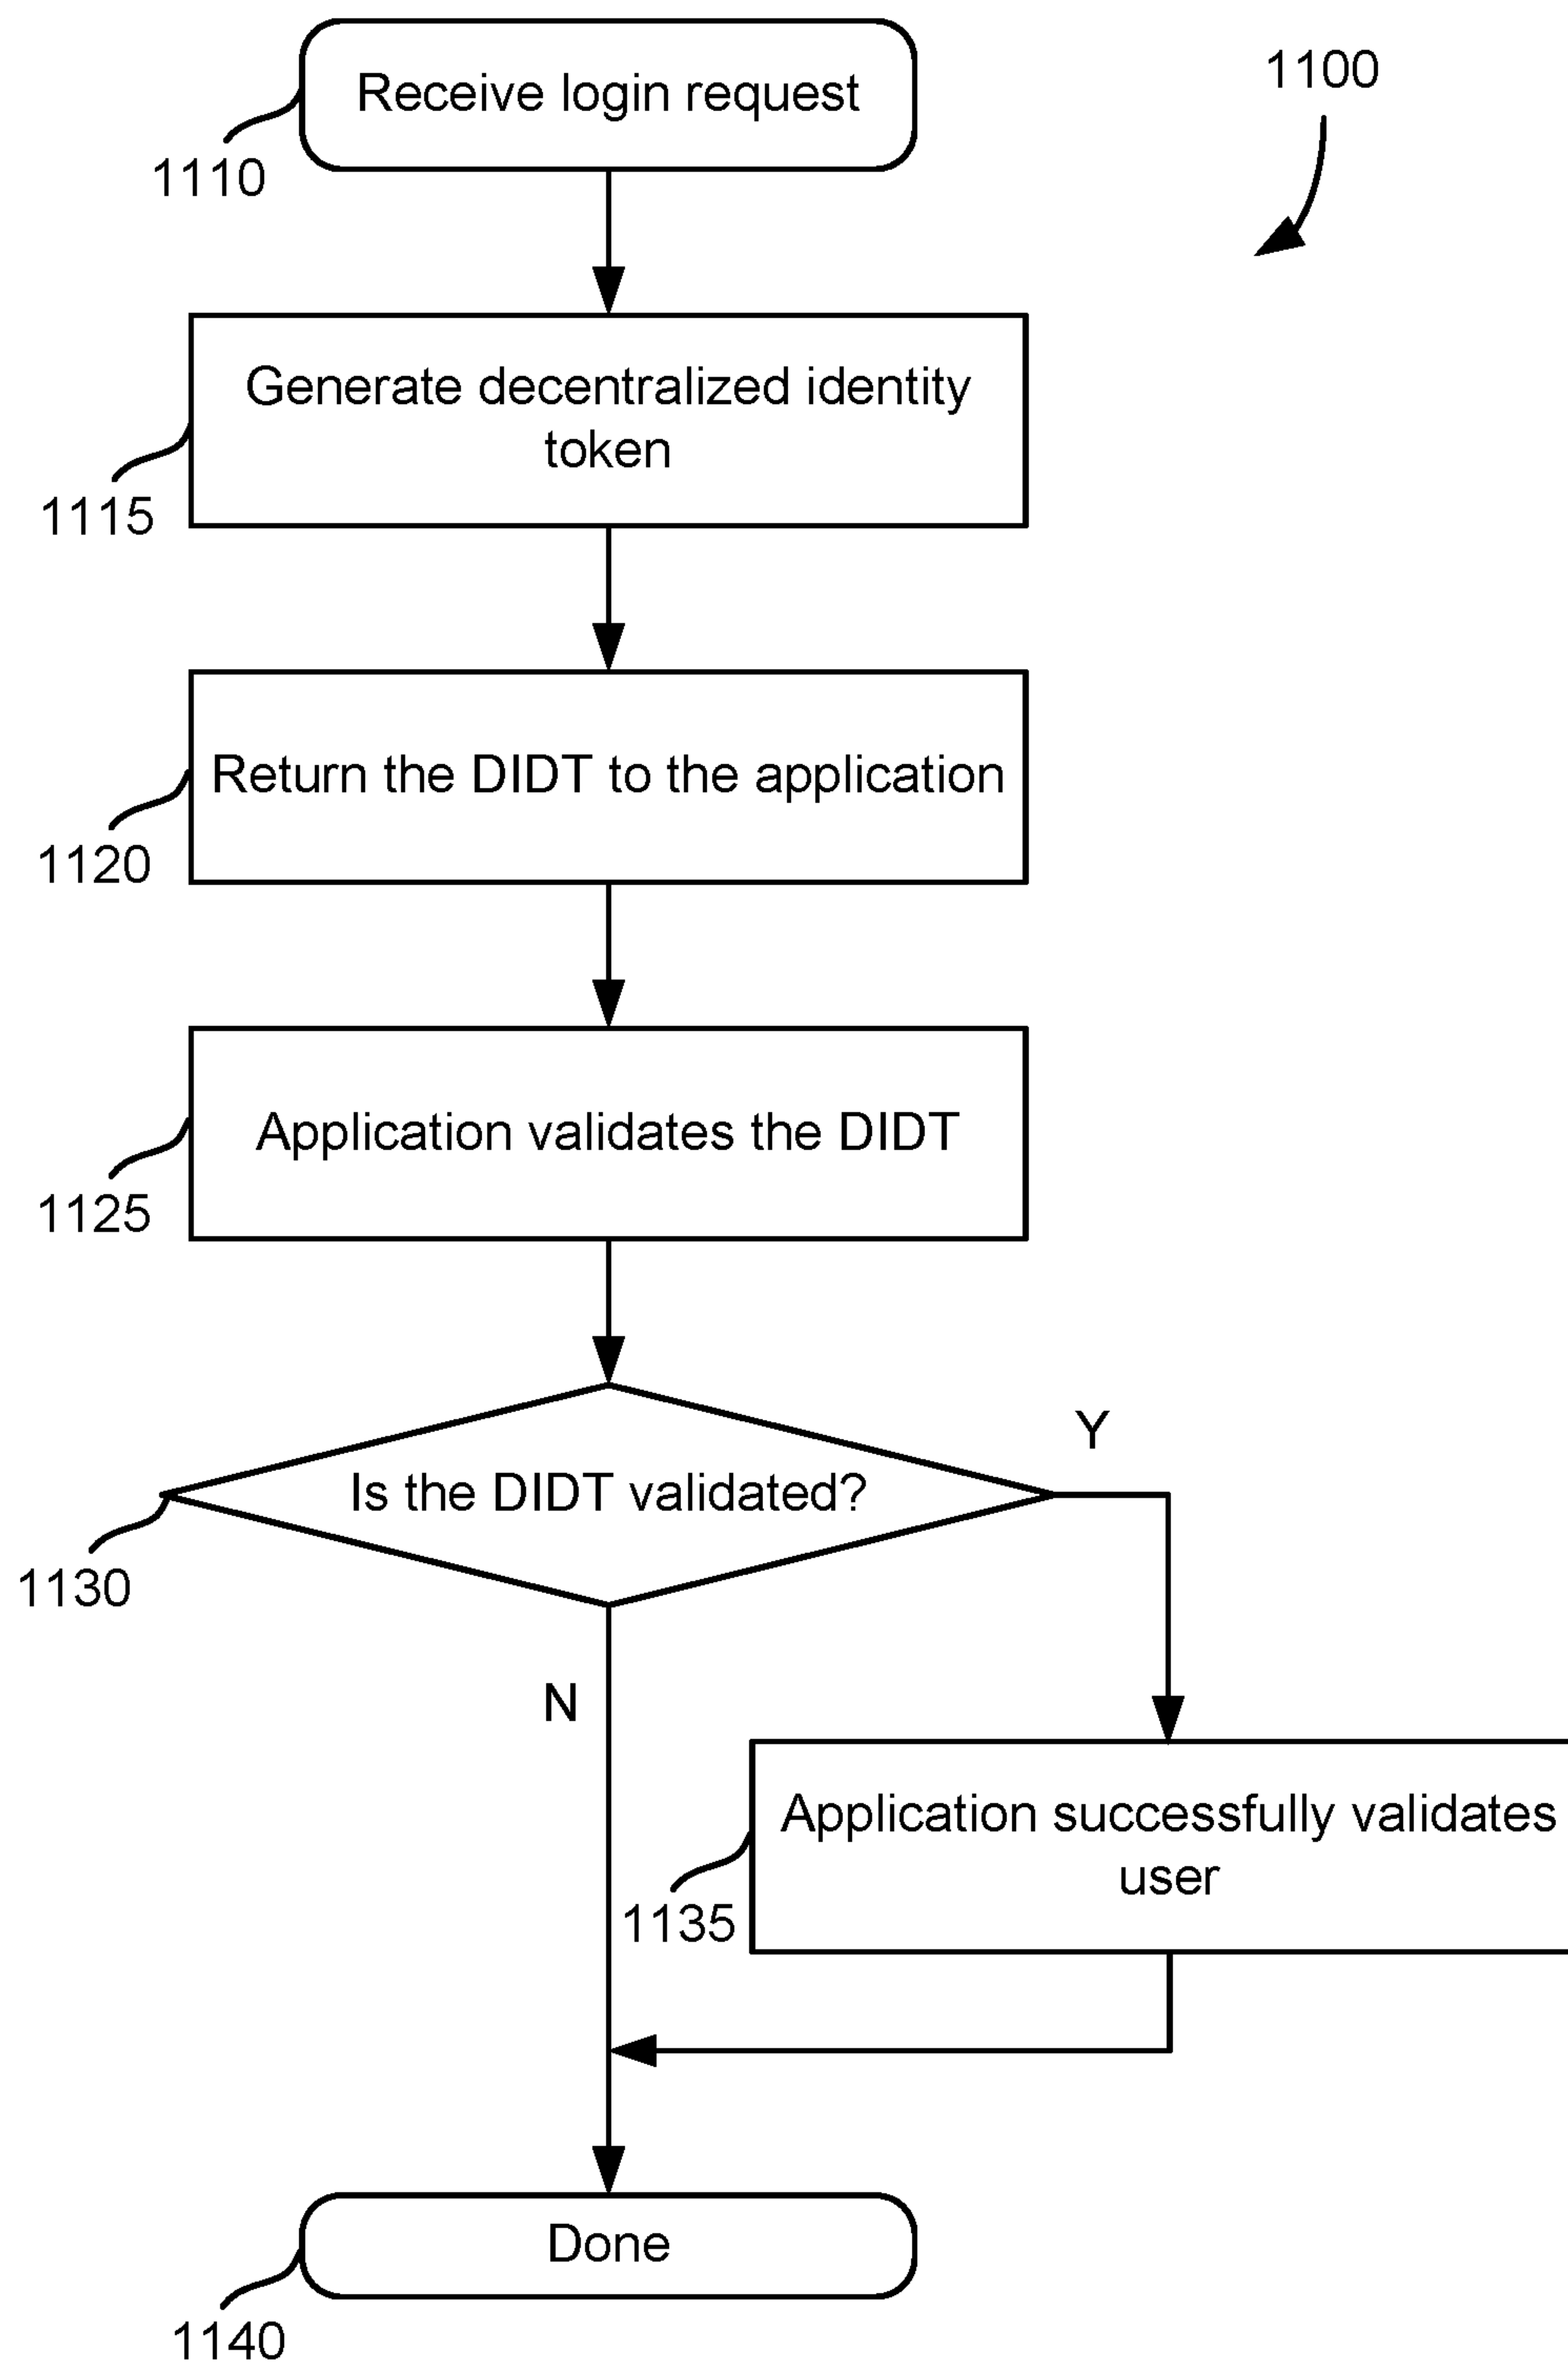 Receive login request
1100
1110
Generate decentralized identity
token
1115
Return the DIDT to the application
1120
Application validates the DIDT
1125
Y
Is the DIDT validated?
1130
N
Application successfully validates
user
1135
Done
1140